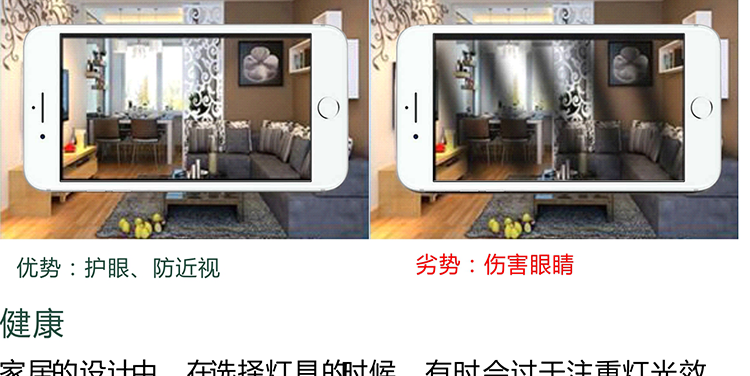 优势：护眼、防近视
劣势：伤害眼睛
健康
家居的设计中，在选择灯具的时候，有时会过于注重灯光效